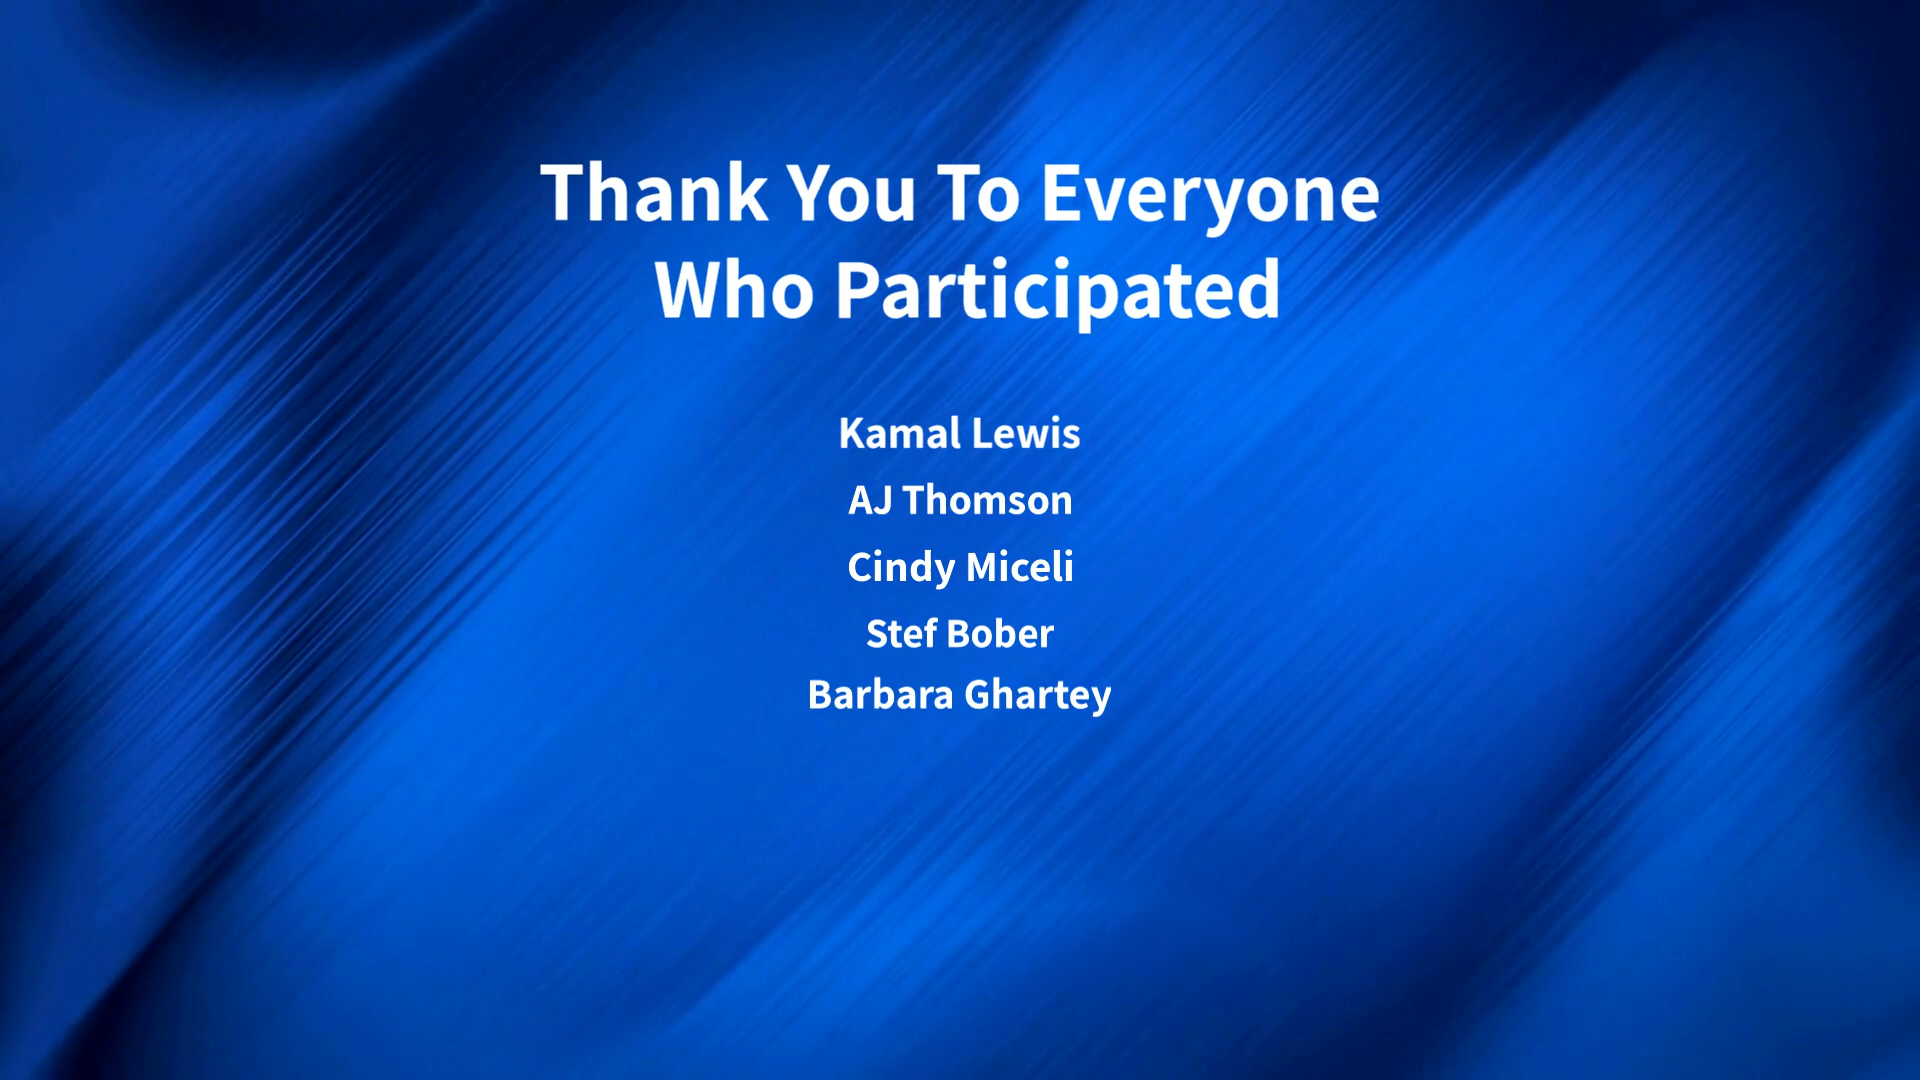 Thank You To Everyone
Who Participated
Kamal Lewis
AJ Thomson
Cindy Miceli
Stef Bober
Barbara Ghartey